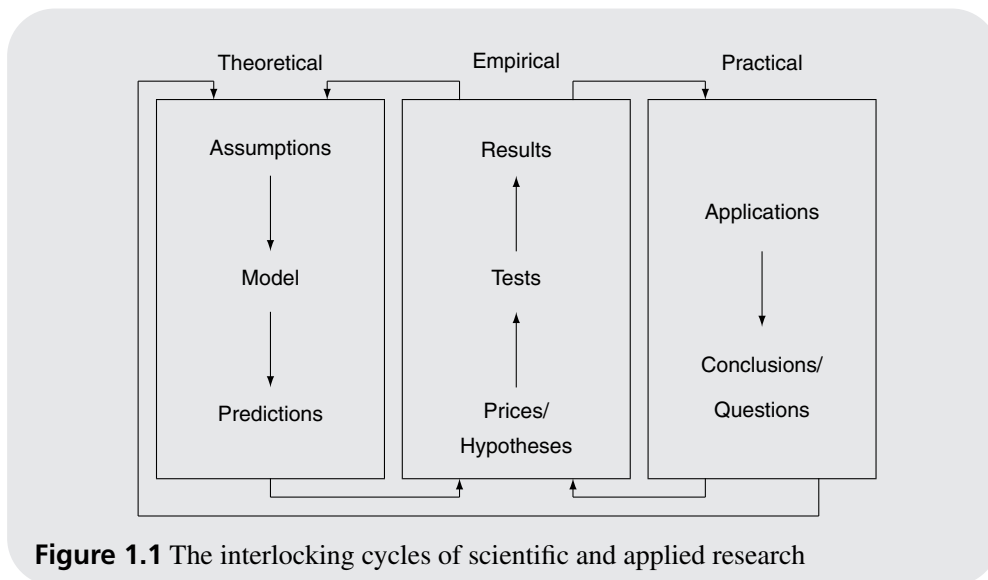 Theoretical Empirical Practical
Assumptions
Model
Predictions
Results
Tests
Prices/
Hypotheses
Applications
Conclusions/
Questions
Figure 1.1 The interlocking cycles of scientific and applied research